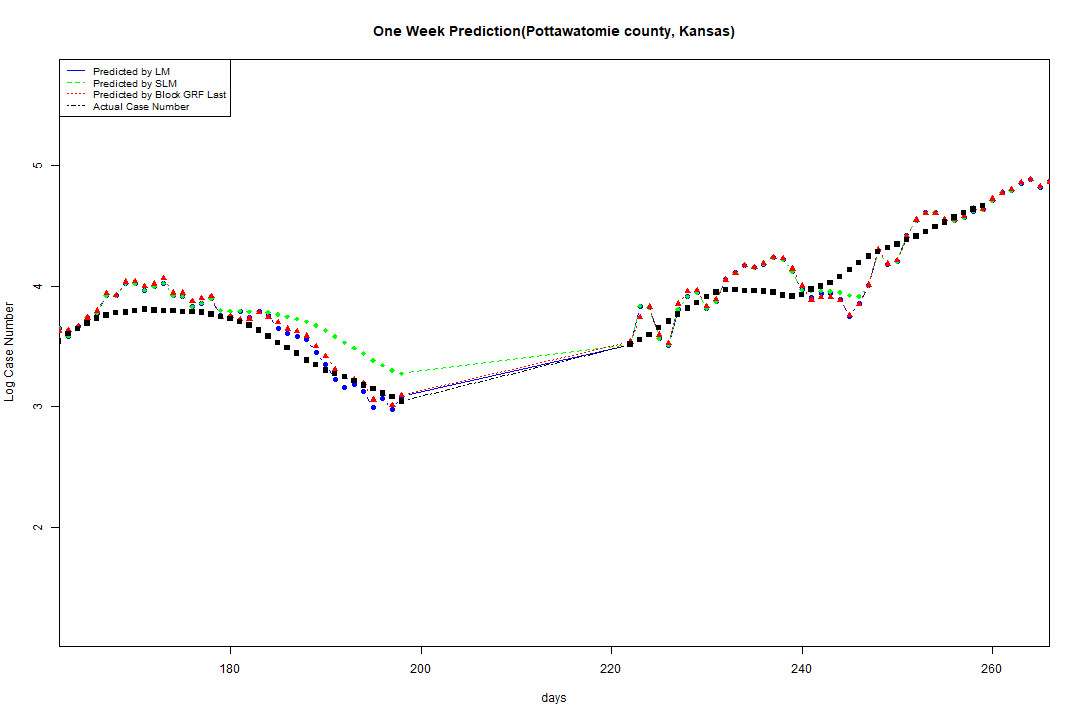 One Week Prediction(Pottawatomie county, Kansas)
Predicted by LM
Predicted by SLM
Predicted by Block GRF Last
Actual Case Number
5
4
3
2
Log Case Number
180 200 220 240 260
days